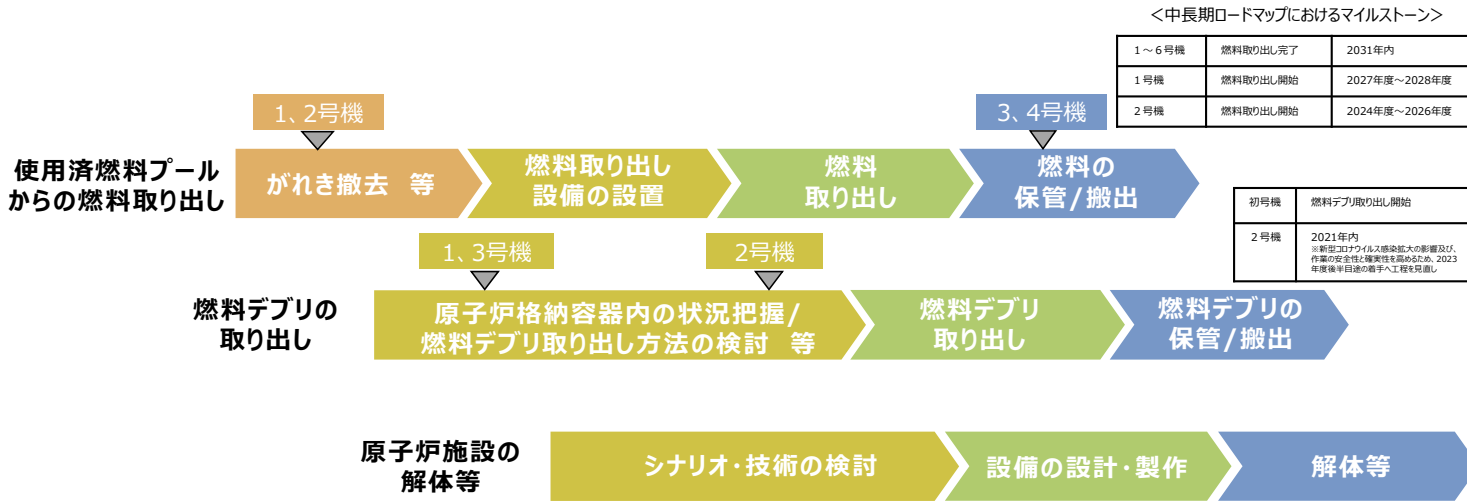 ＜中長期ロードマップにおけるマイルストーン＞
1～6号機 燃料取り出し完了 2031年内
1号機 燃料取り出し開始 2027年度～2028年度
2号機 燃料取り出し開始 2024年度～2026年度
1、2号機
3、4号機
使用済燃料プール
からの燃料取り出し
がれき撤去 等
燃料取り出し
設備の設置
燃料
取り出し
燃料の
保管/搬出
初号機 燃料デブリ取り出し開始
2号機 2021年内
※新型コロナウイルス感染拡大の影響及び、
作業の安全性と確実性を高めるため、2023
年度後半目途の着手へ工程を見直し
1、3号機
2号機
燃料デブリの
取り出し
原子炉格納容器内の状況把握/
燃料デブリ取り出し方法の検討 等
燃料デブリ
取り出し
燃料デブリの
保管/搬出
原子炉施設の
解体等
シナリオ・技術の検討
設備の設計・製作
解体等